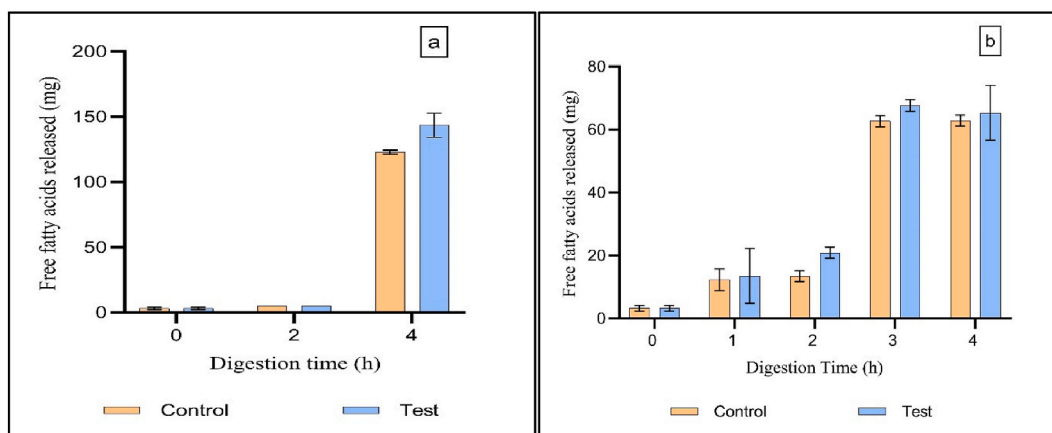 a
Free fatty acids released (mg)
200
150
100
50
0
0 2 4
Digestion time (h)
Control Test
b
Free fatty acids released (mg)
80
60
40
20
0
0 1 2 3 4
Digestion Time (h)
Control Test